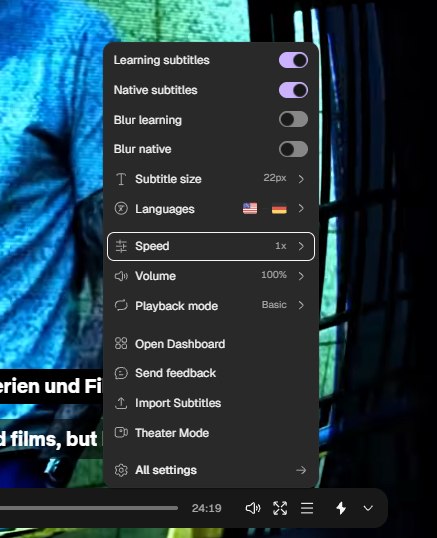 Learning subtitles
Native subtitles
Blur learning
Blur native
Subtitle size 22px
Languages
Speed 1x
Volume 100%
Playback mode Basic
Open Dashboard
Send feedback
erien und Fi
Import Subtitles
d films, but
Theater Mode
All settings
24:19